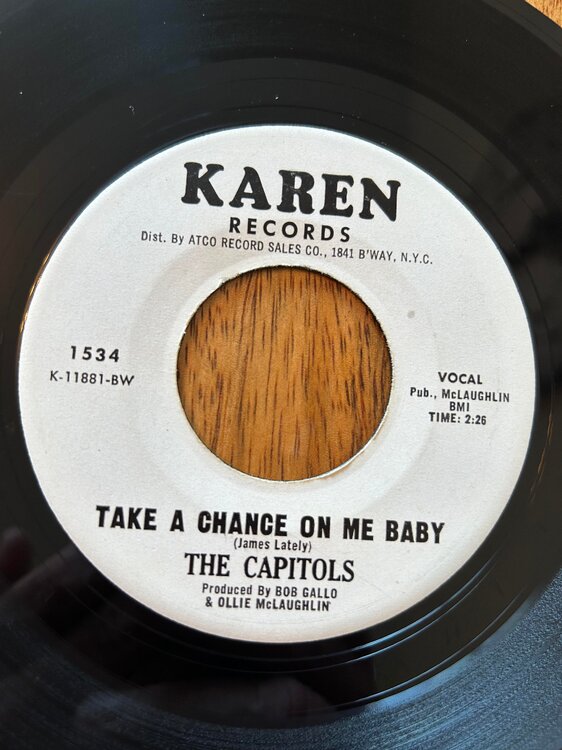 KAREN
RECORDS
Dist. By ATCO RECORD SALES CO., 1841 B'WAY, N.Y.C.
1534
K-11881-BW
VOCAL
Pub., McLAUGHLIN
BMI
TIME: 2:26
TAKE A CHANCE ON ME BABY
(James Lately)
THE CAPITOLS
Produced By BOB GALLO
& OLLIE McLAUGHLIN